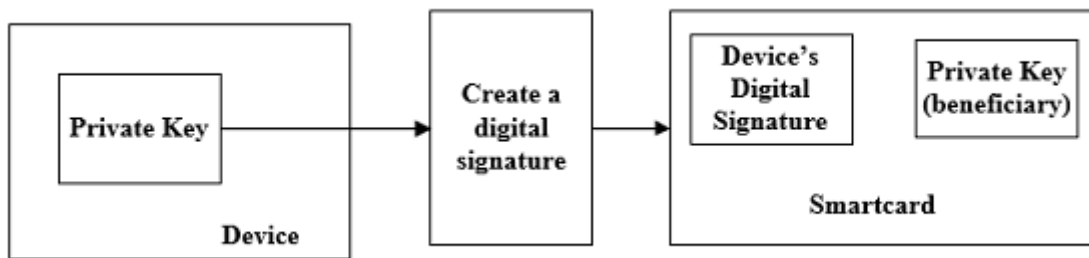 Private Key
Device
Create a
digital
signature
Device's
Digital
Signature
Private Key
(beneficiary)
Smartcard